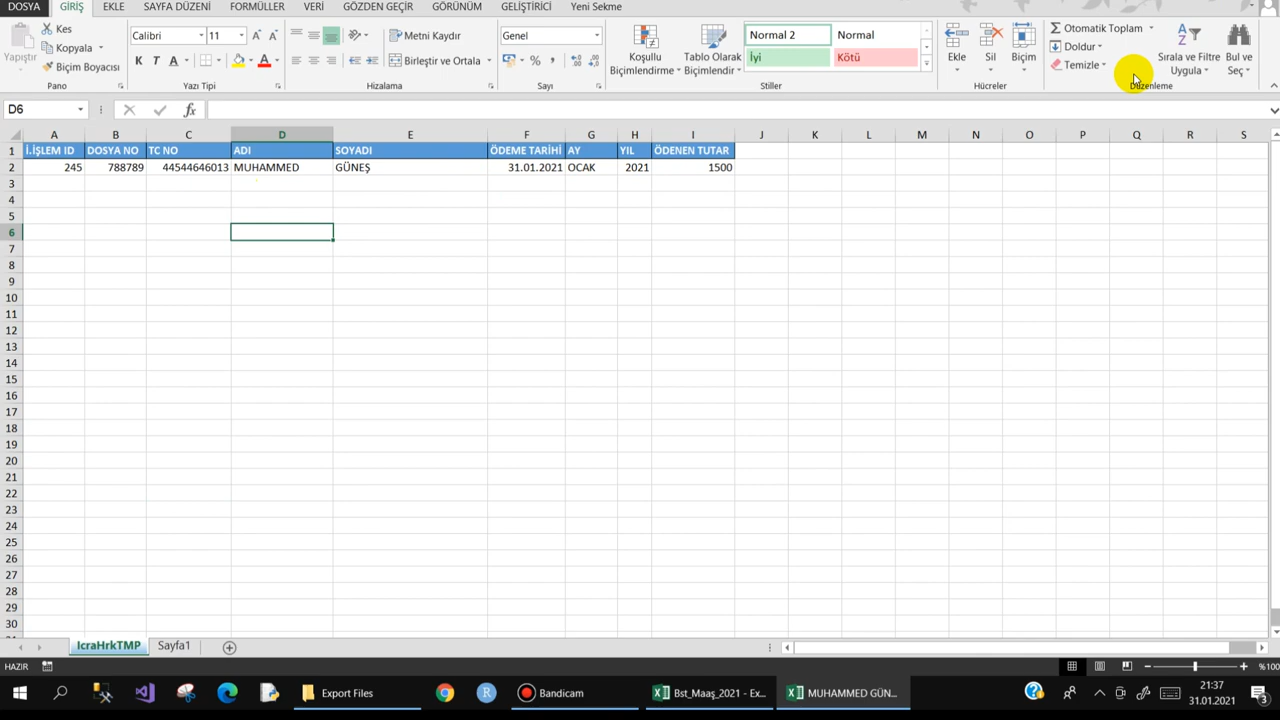 DOSYA GİRİŞ EKLE SAYFA DÜZENİ FORMÜLLER VERİ GÖZDEN GEÇİR GÖRÜNÜM GELİŞTİRİCİ Yeni Sekme
Yapıştır
Kes
Kopyala
Biçim Boyacısı
Pano
Calibri 11
K T A
Yazı Tipi
Metni Kaydır
Birleştir ve Ortala
Hizalama
Genel
%
Sayı
Koşullu Biçimlendirme
Tablo Olarak Biçimlendir
Normal 2 Normal
İyi Kötü
Stiller
Ekle Sil Biçim
Hücreler
Otomatik Toplam
Doldur
Temizle
Sırala ve Filtre Uygula
Bul ve Seç
Düzenleme
D6 fx
A B C D E F G H I J K L M N O P Q R S
1 İ.İŞLEM ID DOSYA NO TC NO ADI SOYADI ÖDEME TARİHİ AY YIL ÖDENEN TUTAR
2 245 788789 44544646013 MUHAMMED GÜNEŞ 31.01.2021 OCAK 2021 1500
3
4
5
6
7
8
9
10
11
12
13
14
15
16
17
18
19
20
21
22
23
24
25
26
27
28
29
30
IcraHrkTMP Sayfa1
HAZIR %100
Export Files Bandicam Bst_Maaş_2021 - Ex... MUHAMMED GÜN... 21:37
31.01.2021 3